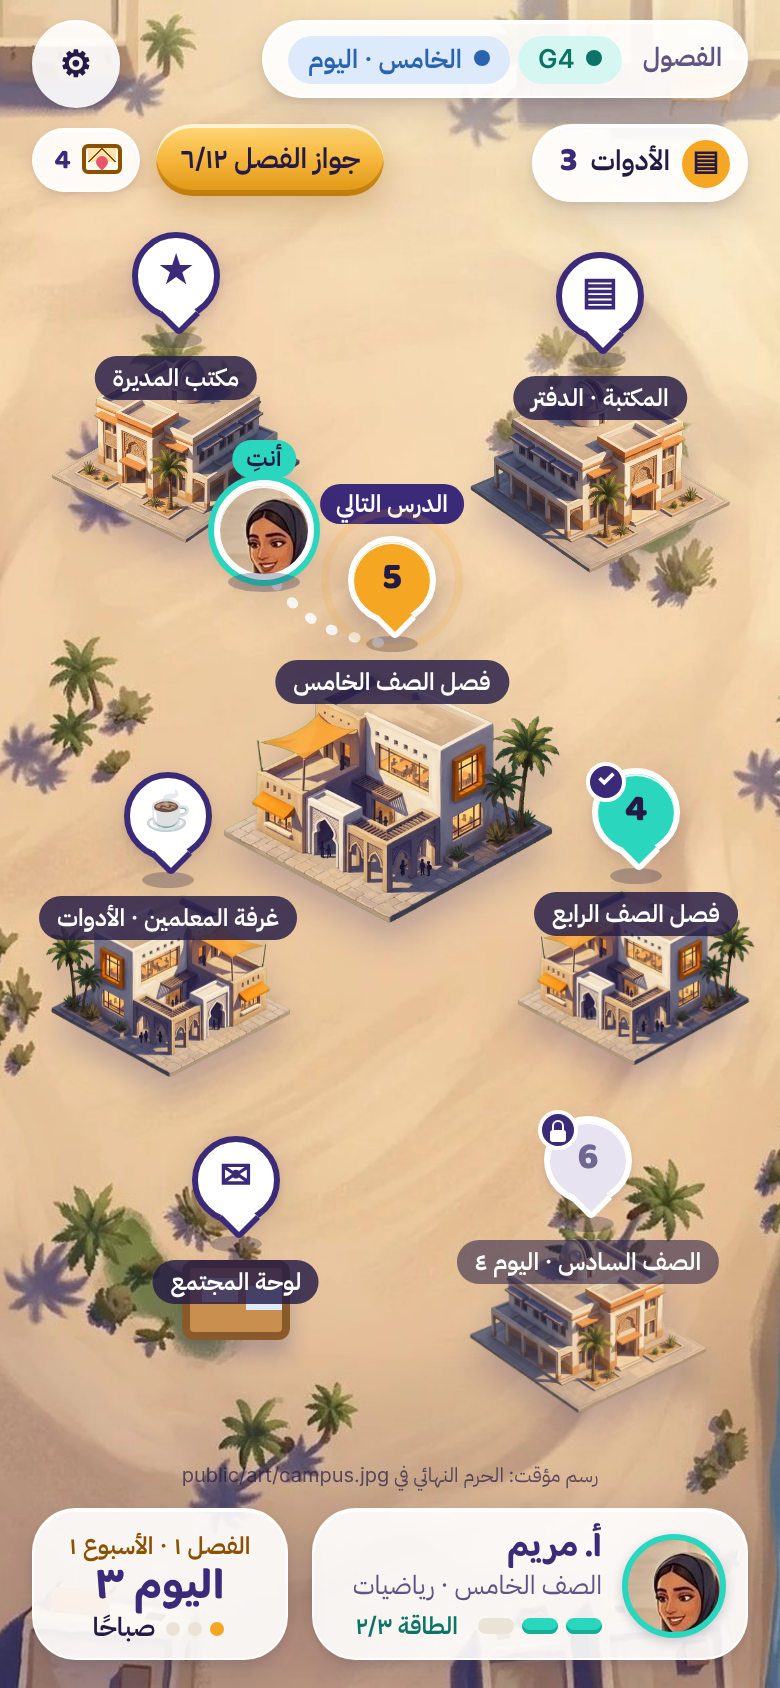 الفصول
G4
الخامس · اليوم
الأدوات 3
جواز الفصل ٦/١٢
4
مكتب المديرة
المكتبة · الدفتر
أنتِ
الدرس التالي
5
فصل الصف الخامس
4
فصل الصف الرابع
غرفة المعلمين · الأدوات
6
الصف السادس · اليوم ٤
لوحة المجتمع
رسم مؤقت: الحرم النهائي في public/art/campus.jpg
أ. مريم
الصف الخامس · رياضيات
الطاقة ٢/٣
الفصل ١ · الأسبوع ١
اليوم ٣
صباحًا